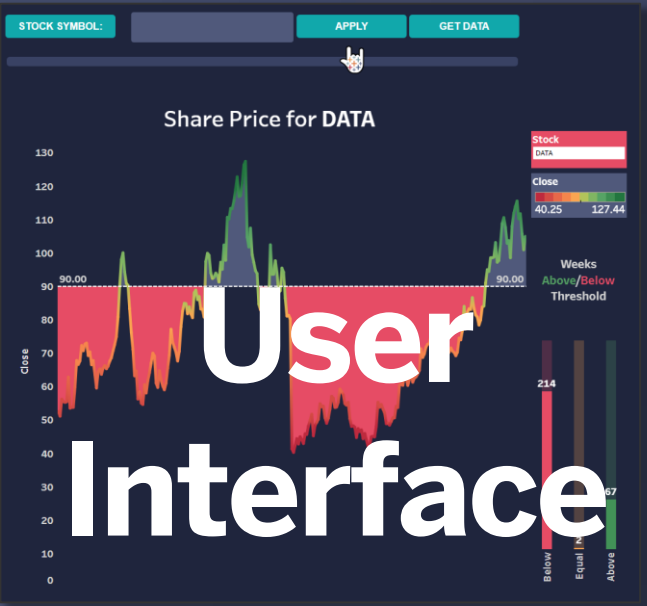 STOCK SYMBOL:
APPLY
GET DATA
Share Price for DATA
Stock
DATA
Close
40.25 127.44
Weeks
Above/Below
Threshold
130
120
110
100
90
80
70
60
50
40
30
20
10
0
Close
90.00
90.00
User
Interface
214
2
67
Below
Equal
Above